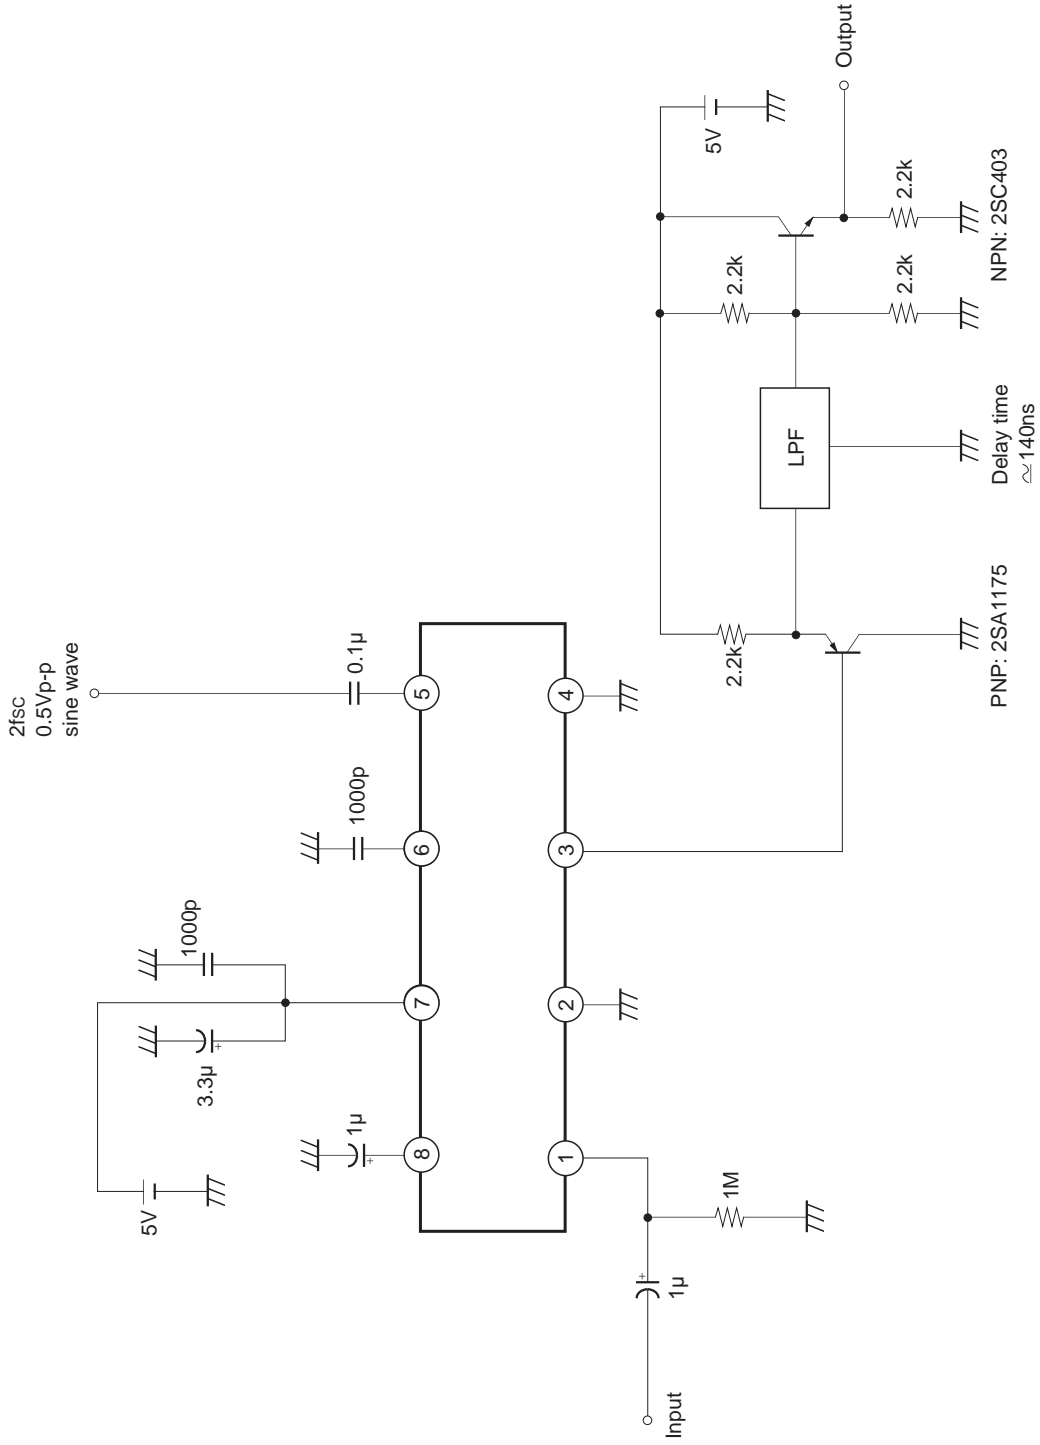 2fsc
0.5Vp-p
sine wave
5V
3.3μ
1000p
1μ
1000p
0.1μ
8
7
6
5
1
2
3
4
Input
1μ
1M
5V
2.2k
2.2k
LPF
2.2k
2.2k
Output
PNP: 2SA1175
Delay time
≃140ns
NPN: 2SC403